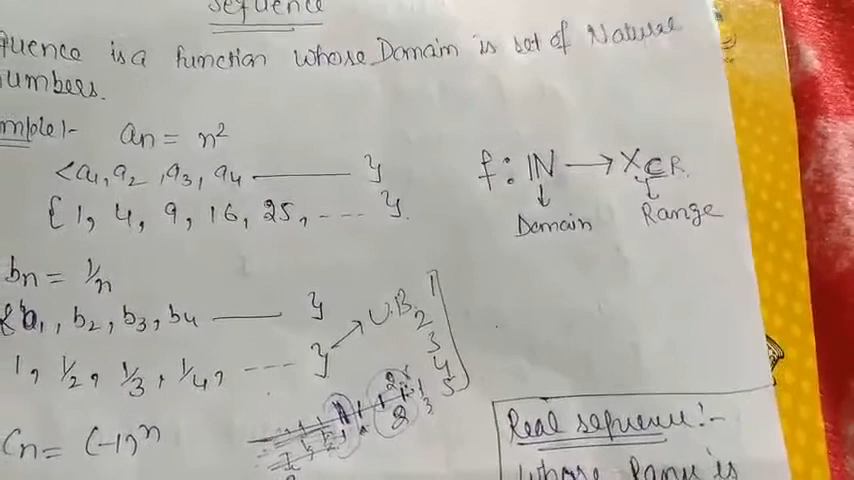 Sequence
quence is a function whose Domain is set of Natural
umbers.
mple:- an = n²
<a1, a2, a3, a4 ——— }
{1, 4, 9, 16, 25, ---- }.
f: IN → X ⊆ R.
↓ ↓
Domain Range
bn = 1/n
{b1, b2, b3, b4 ——— }
1, 1/2, 1/3, 1/4, ---- } → U.B. 1
2
3
4
5
Cn = (-1)^n
Real sequence:-
whose Range is